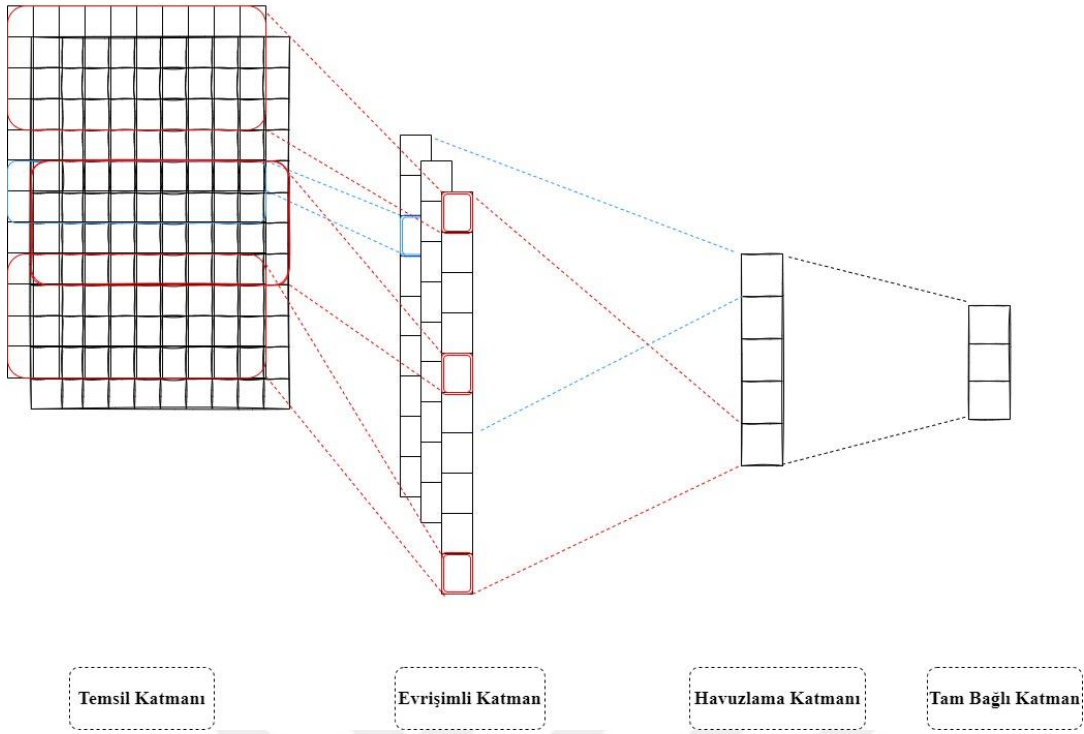 Temsil Katmanı
Evrişimli Katman
Havuzlama Katmanı
Tam Bağlı Katman